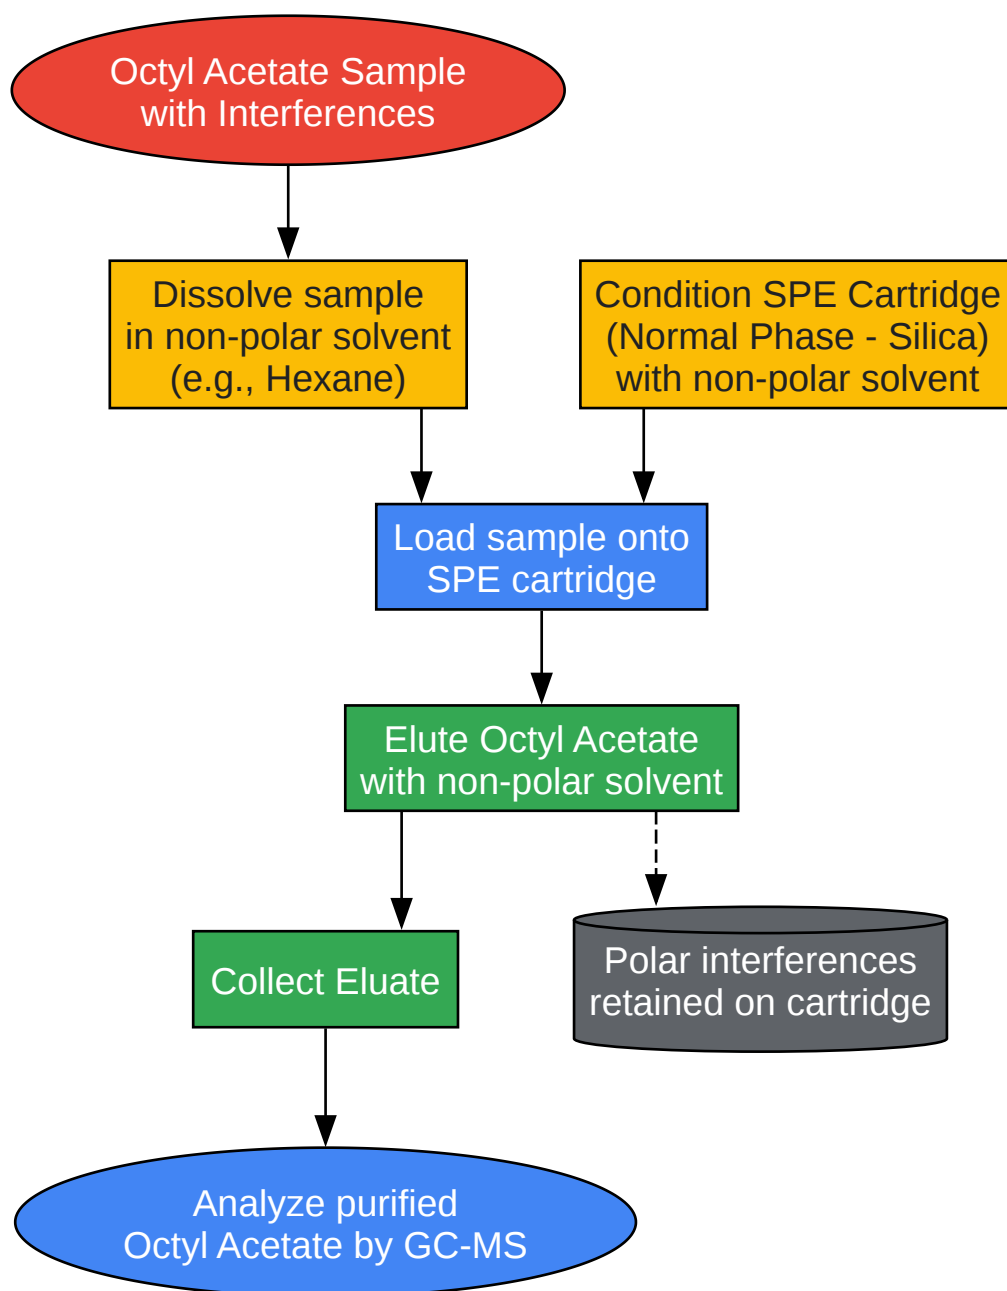 Octyl Acetate Sample
with Interferences
Dissolve sample
in non-polar solvent
(e.g., Hexane)
Condition SPE Cartridge
(Normal Phase - Silica)
with non-polar solvent
Load sample onto
SPE cartridge
Elute Octyl Acetate
with non-polar solvent
Collect Eluate
Polar interferences
retained on cartridge
Analyze purified
Octyl Acetate by GC-MS